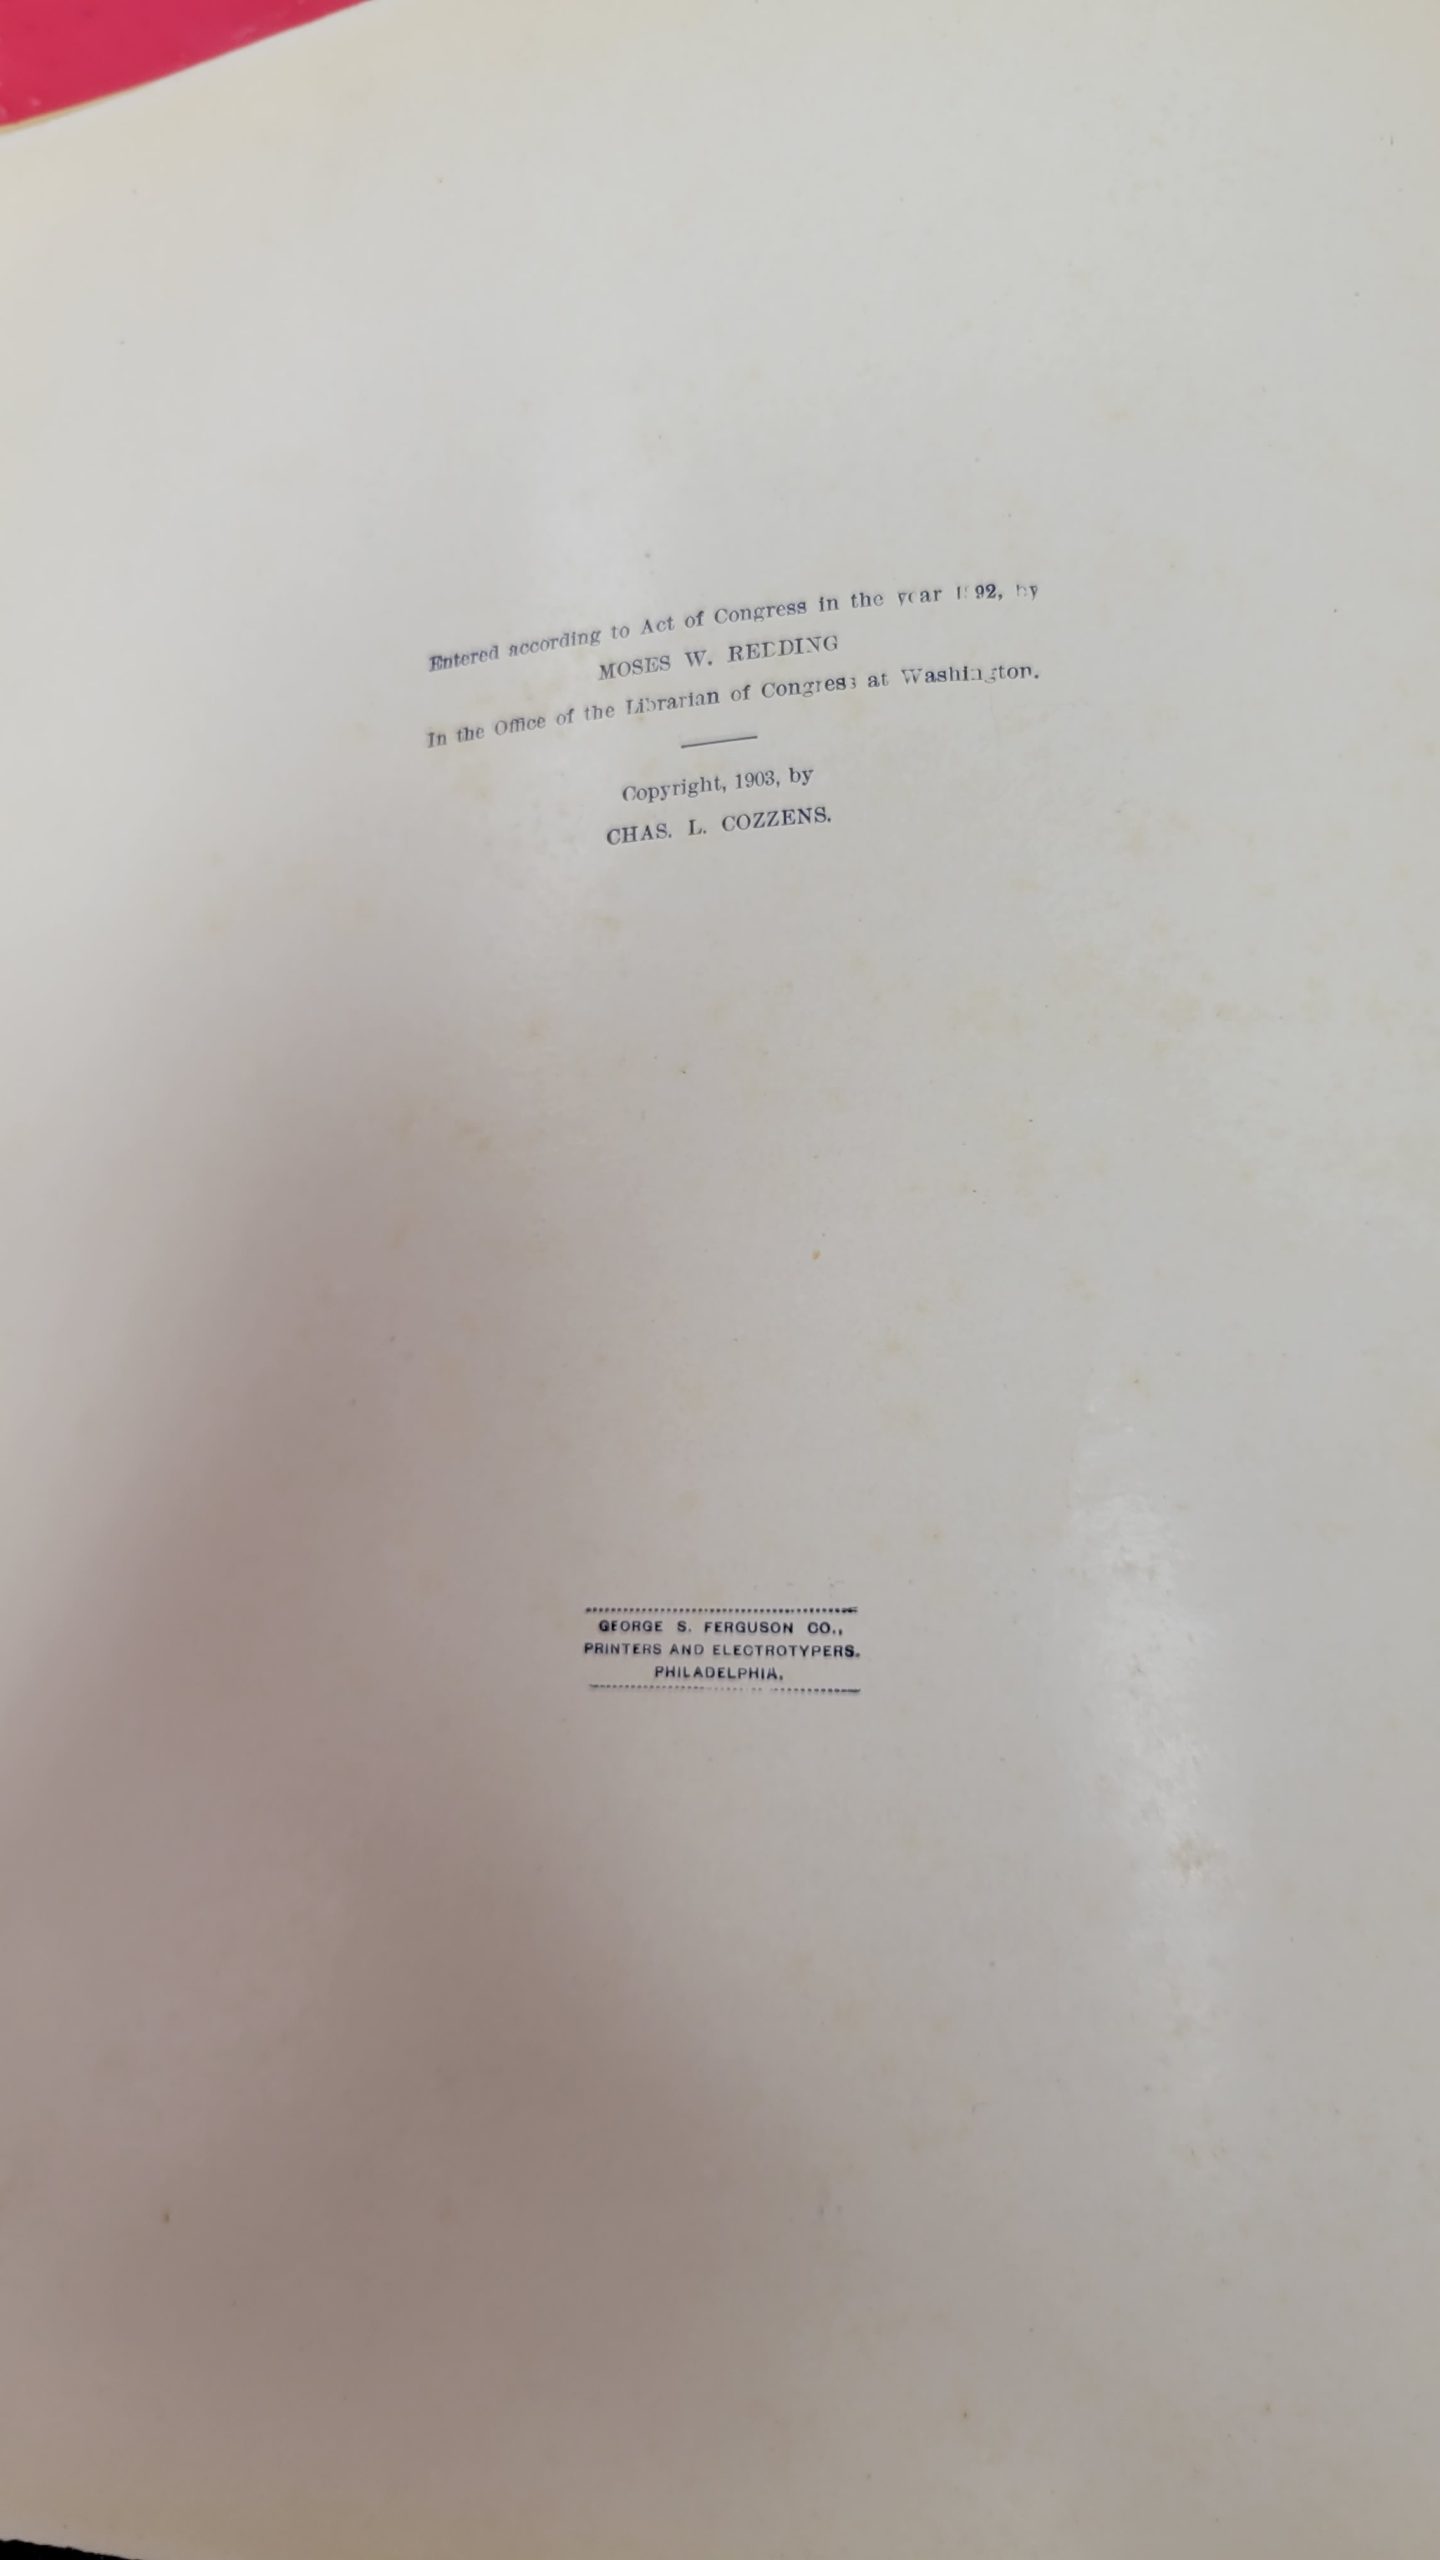 Entered according to Act of Congress in the year 1892, by
MOSES W. REDDING
In the Office of the Librarian of Congress at Washington.
Copyright, 1903, by
CHAS. L. COZZENS.
GEORGE S. FERGUSON CO.,
PRINTERS AND ELECTROTYPERS.
PHILADELPHIA.